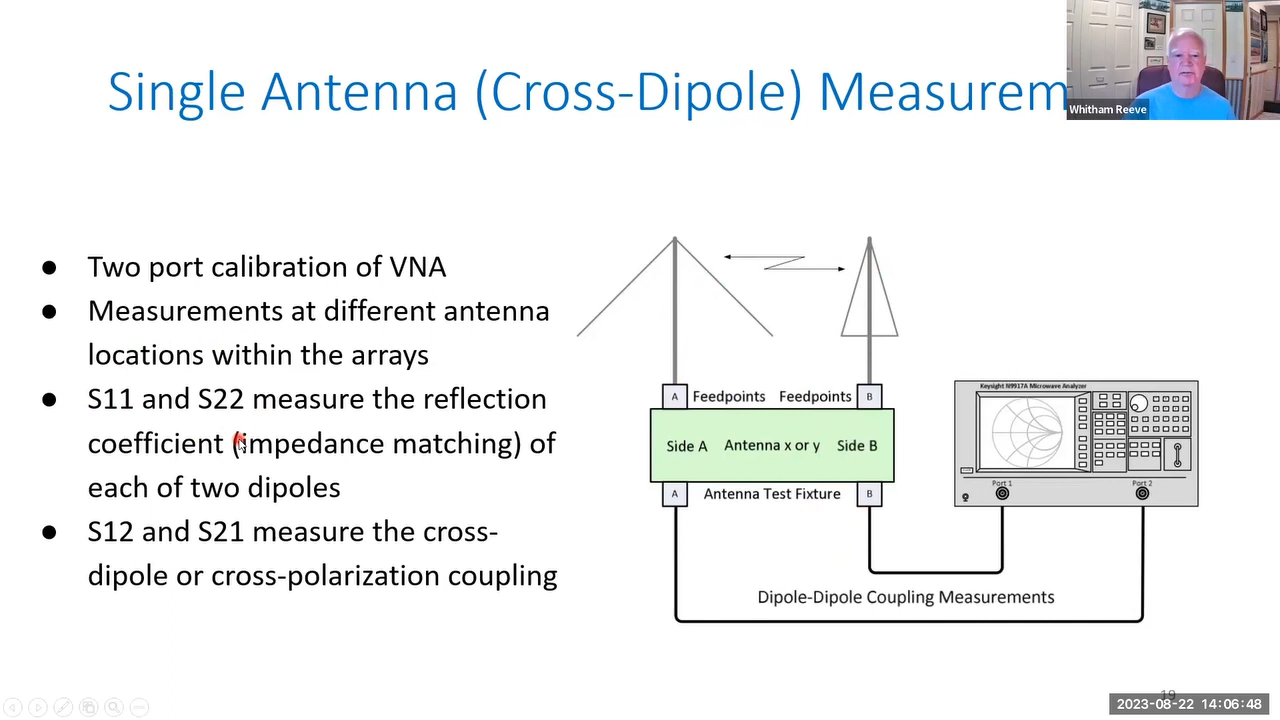 Single Antenna (Cross-Dipole) Measurem
Whitham Reeve
● Two port calibration of VNA
● Measurements at different antenna
locations within the arrays
● S11 and S22 measure the reflection
coefficient (impedance matching) of
each of two dipoles
● S12 and S21 measure the cross-
dipole or cross-polarization coupling
A Feedpoints Feedpoints B
Side A Antenna x or y Side B
A Antenna Test Fixture B
Keysight N9917A Microwave Analyzer
Port 1 Port 2
Dipole-Dipole Coupling Measurements
19
2023-08-22 14:06:48